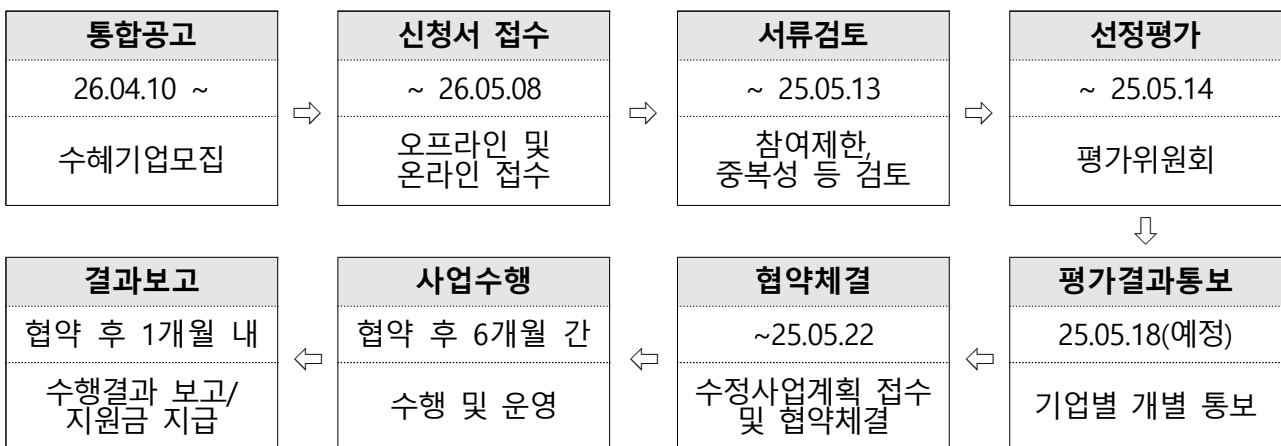 통합공고
26.04.10 ~
수혜기업모집
⇨
신청서 접수
~ 26.05.08
오프라인 및
온라인 접수
⇨
서류검토
~ 25.05.13
참여제한,
중복성 등 검토
⇨
선정평가
~ 25.05.14
평가위원회
⇩
평가결과통보
25.05.18(예정)
기업별 개별 통보
⇦
협약체결
~25.05.22
수정사업계획 접수
및 협약체결
⇦
사업수행
협약 후 6개월 간
수행 및 운영
⇦
결과보고
협약 후 1개월 내
수행결과 보고/
지원금 지급